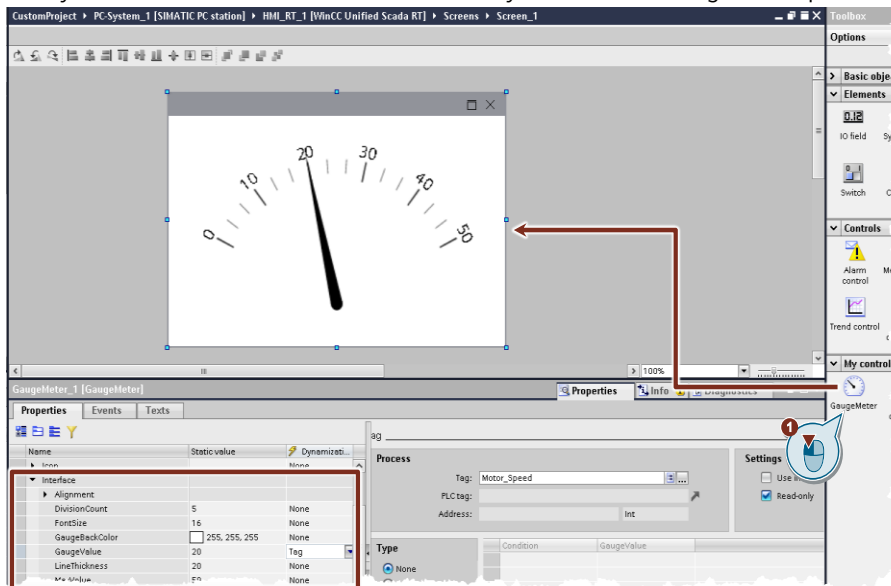 CustomProject ▸ PC-System_1 [SIMATIC PC station] ▸ HMI_RT_1 [WinCC Unified Scada RT] ▸ Screens ▸ Screen_1
Toolbox
Options
Basic obje
Elements
0.12
IO field Sy
Switch
Controls
Alarm control
Trend control
My control
GaugeMeter
1
0
10
20
30
40
50
100%
GaugeMeter_1 [GaugeMeter]
Properties Info Diagnostics
Properties Events Texts
Name Static value Dynamizati...
Icon None
Interface
Alignment
DivisionCount 5 None
FontSize 16 None
GaugeBackColor 255, 255, 255 None
GaugeValue 20 Tag
LineThickness 20 None
None
Process
Tag: Motor_Speed
PLC tag:
Address: Int
Settings
Use
Read-only
Type
None
Condition GaugeValue